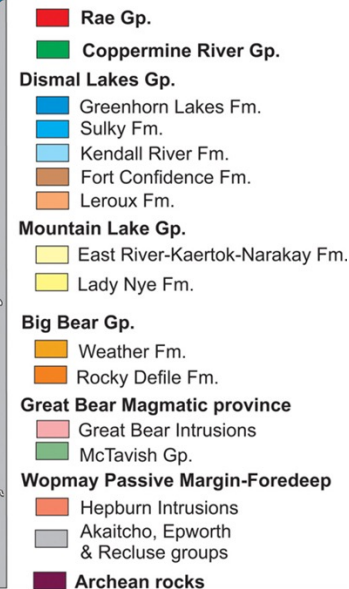 Rae Gp.
Coppermine River Gp.
Dismal Lakes Gp.
Greenhorn Lakes Fm.
Sulky Fm.
Kendall River Fm.
Fort Confidence Fm.
Leroux Fm.
Mountain Lake Gp.
East River-Kaertok-Narakay Fm.
Lady Nye Fm.
Big Bear Gp.
Weather Fm.
Rocky Defile Fm.
Great Bear Magmatic province
Great Bear Intrusions
McTavish Gp.
Wopmay Passive Margin-Foredeep
Hepburn Intrusions
Akaitcho, Epworth
& Recluse groups
Archean rocks